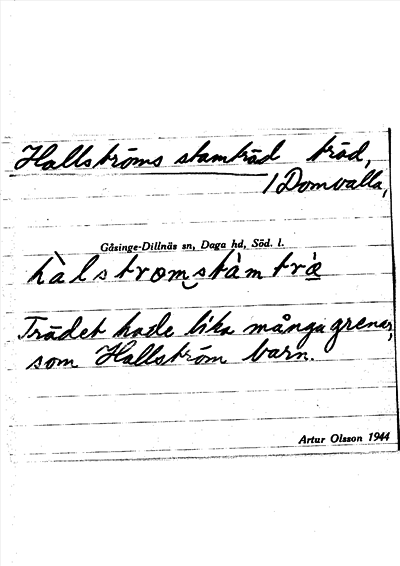 Hallströms stamträd träd,
i Domvalla,
Gåsinge-Dillnäs sn, Daga hd, Söd. l.
hàlstromstàmtræ̀
Trädet hade lika många grenar,
som Hallström barn.
Artur Olsson 1944